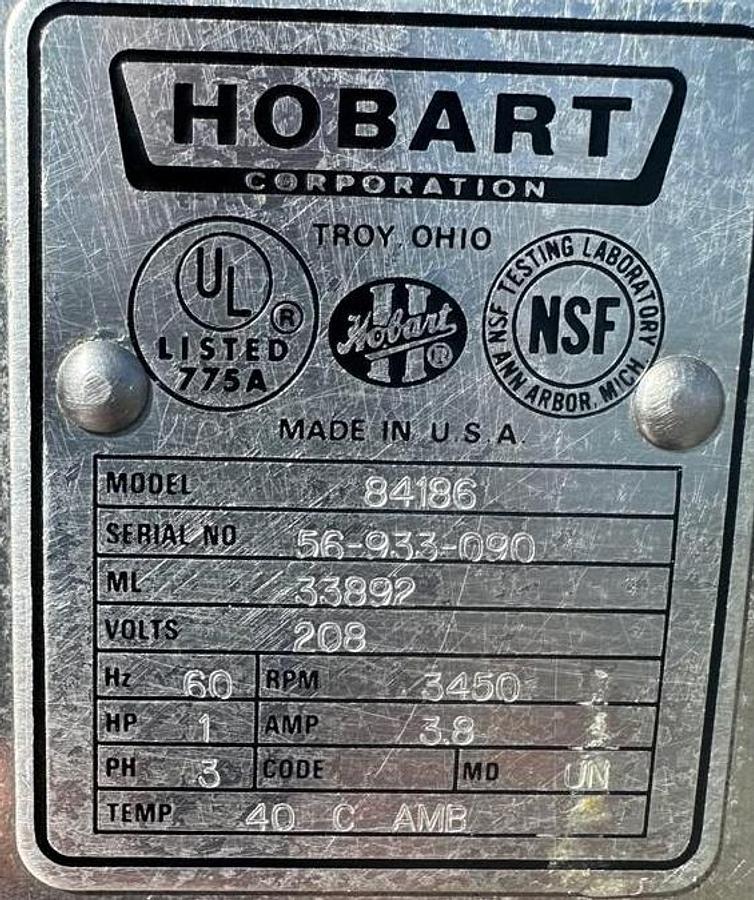 HOBART
CORPORATION
TROY, OHIO
UL
®
LISTED
775A
H
Hobart
®
NSF TESTING LABORATORY
NSF
ANN ARBOR, MICH.
MADE IN U.S.A.
MODEL 84186
SERIAL NO 56-933-090
ML 33892
VOLTS 208
Hz 60 RPM 3450
HP 1 AMP 3.8
PH 3 CODE MD UN
TEMP 40 C AMB